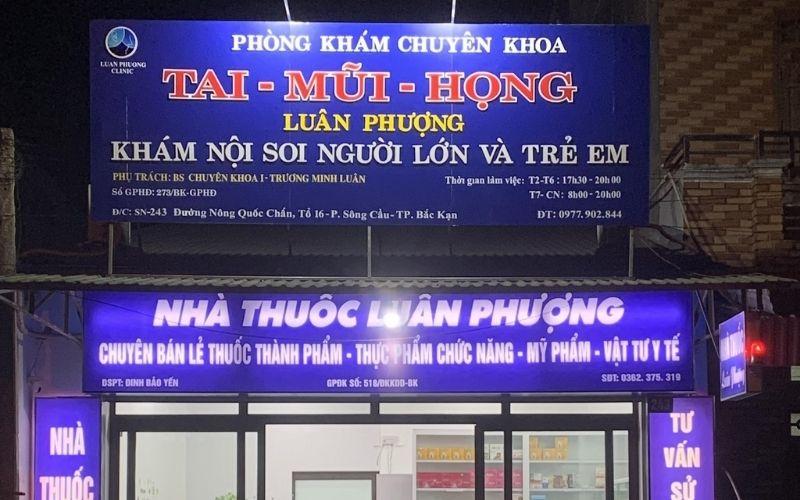 LUAN PHUONG
CLINIC
PHÒNG KHÁM CHUYÊN KHOA
TAI - MŨI - HỌNG
LUÂN PHƯỢNG
KHÁM NỘI SOI NGƯỜI LỚN VÀ TRẺ EM
PHỤ TRÁCH: BS CHUYÊN KHOA I - TRƯƠNG MINH LUÂN
Số GPHĐ: 273/BK-GPHĐ
Thời gian làm việc: T2-T6 : 17h30 - 20h00
T7- CN : 8h00 - 20h00
Đ/C: SN-243 Đường Nông Quốc Chấn, Tổ 16 - P. Sông Cầu - TP. Bắc Kạn
ĐT: 0977.902.844
NHÀ THUỐC LUÂN PHƯỢNG
CHUYÊN BÁN LẺ THUỐC THÀNH PHẨM - THỰC PHẨM CHỨC NĂNG - MỸ PHẨM - VẬT TƯ Y TẾ
DSPT: ĐINH BẢO YẾN
GPĐK SỐ: 518/ĐKKDD-BK
SĐT: 0362. 375. 319
NHÀ
THUỐC
TƯ
VẤN
SỬ